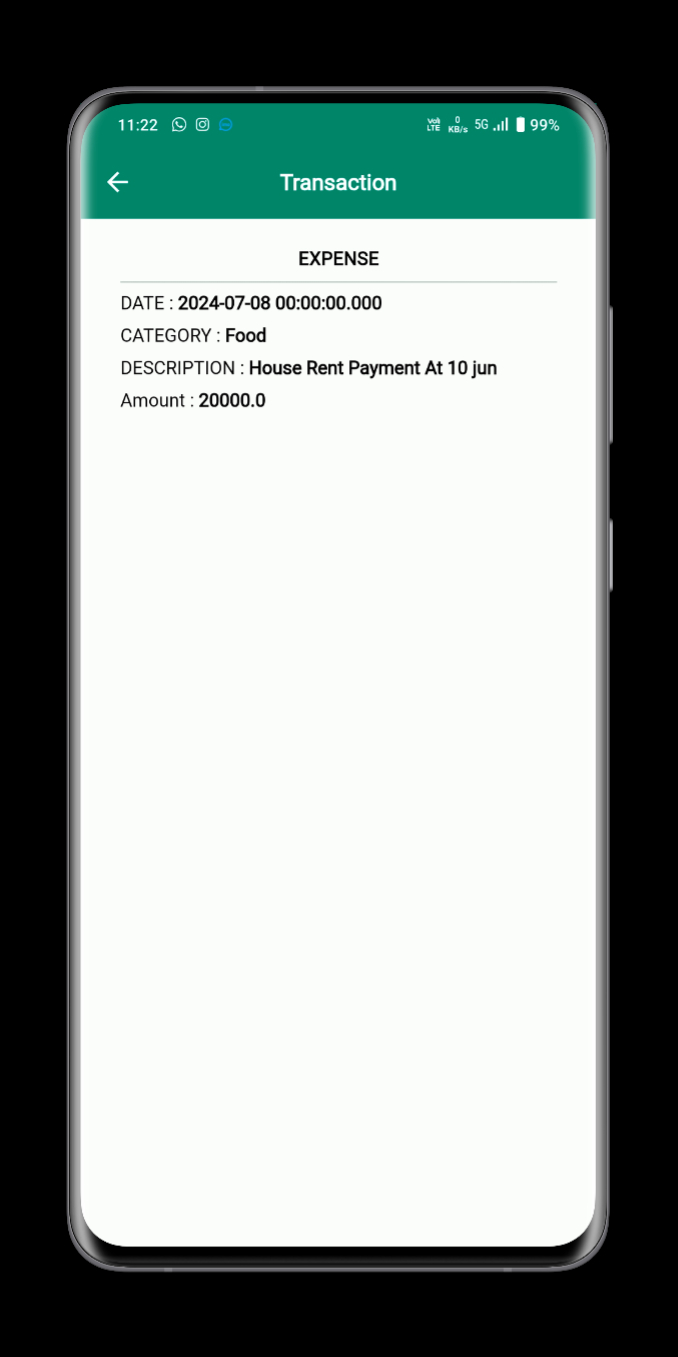 11:22 Vo) LTE 0 KB/s 5G 99%
Transaction
EXPENSE
DATE : 2024-07-08 00:00:00.000
CATEGORY : Food
DESCRIPTION : House Rent Payment At 10 jun
Amount : 20000.0